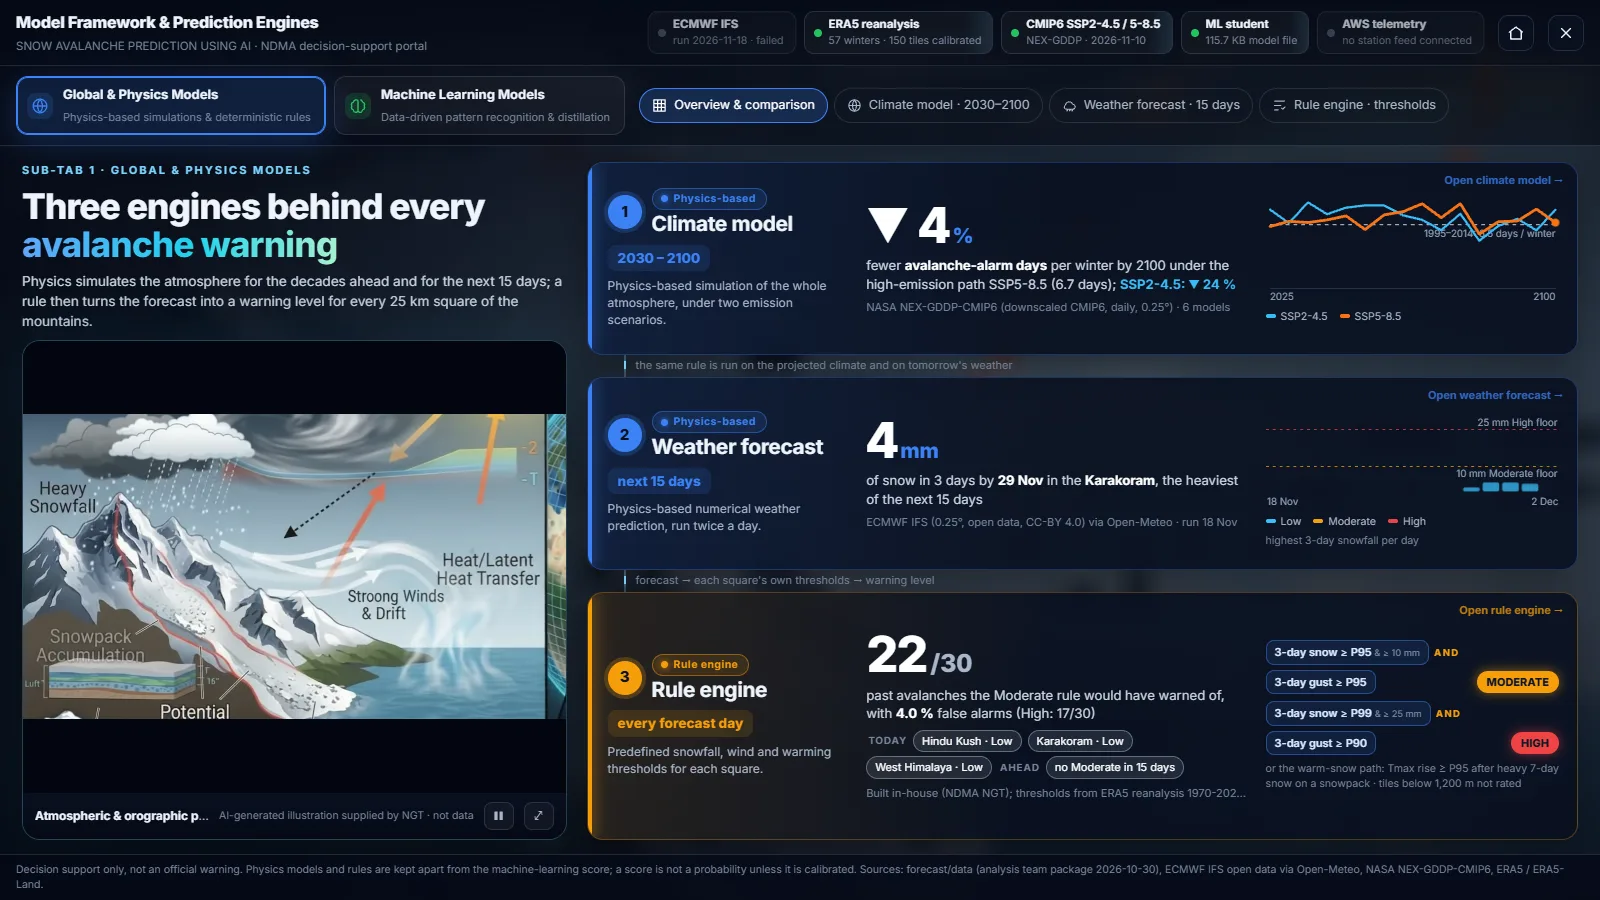 Model Framework & Prediction Engines
SNOW AVALANCHE PREDICTION USING AI · NDMA decision-support portal
ECMWF IFS
run 2026-11-18 · failed
ERA5 reanalysis
57 winters · 150 tiles calibrated
CMIP6 SSP2-4.5 / 5-8.5
NEX-GDDP · 2026-11-10
ML student
115.7 KB model file
AWS telemetry
no station feed connected
Global & Physics Models
Physics-based simulations & deterministic rules
Machine Learning Models
Data-driven pattern recognition & distillation
Overview & comparison
Climate model · 2030–2100
Weather forecast · 15 days
Rule engine · thresholds
SUB-TAB 1 · GLOBAL & PHYSICS MODELS
Three engines behind every
avalanche warning
Physics simulates the atmosphere for the decades ahead and for the next 15 days; a
rule then turns the forecast into a warning level for every 25 km square of the
mountains.
Heavy
Snowfall
-2
-T
Heat/Latent
Heat Transfer
Stroong Winds
& Drift
Snowpack
Accumulation
Luft
16"
Potential
Atmospheric & orographic p...
AI-generated illustration supplied by NGT · not data
1
Physics-based
Climate model
2030 – 2100
Physics-based simulation of the whole
atmosphere, under two emission
scenarios.
▼ 4 %
fewer avalanche-alarm days per winter by 2100 under the
high-emission path SSP5-8.5 (6.7 days); SSP2-4.5: ▼ 24 %
NASA NEX-GDDP-CMIP6 (downscaled CMIP6, daily, 0.25°) · 6 models
Open climate model →
1995–2014: days / winter
2025
2100
SSP2-4.5
SSP5-8.5
the same rule is run on the projected climate and on tomorrow's weather
2
Physics-based
Weather forecast
next 15 days
Physics-based numerical weather
prediction, run twice a day.
4 mm
of snow in 3 days by 29 Nov in the Karakoram, the heaviest
of the next 15 days
ECMWF IFS (0.25°, open data, CC-BY 4.0) via Open-Meteo · run 18 Nov
Open weather forecast →
25 mm High floor
10 mm Moderate floor
18 Nov
2 Dec
Low
Moderate
High
highest 3-day snowfall per day
forecast → each square's own thresholds → warning level
3
Rule engine
Rule engine
every forecast day
Predefined snowfall, wind and warming
thresholds for each square.
22 /30
past avalanches the Moderate rule would have warned of,
with 4.0 % false alarms (High: 17/30)
TODAY Hindu Kush · Low Karakoram · Low
West Himalaya · Low AHEAD no Moderate in 15 days
Built in-house (NDMA NGT); thresholds from ERA5 reanalysis 1970-202...
Open rule engine →
3-day snow ≥ P95 & ≥ 10 mm AND
3-day gust ≥ P95
MODERATE
3-day snow ≥ P99 & ≥ 25 mm AND
3-day gust ≥ P90
HIGH
or the warm-snow path: Tmax rise ≥ P95 after heavy 7-day
snow on a snowpack · tiles below 1,200 m not rated
Decision support only, not an official warning. Physics models and rules are kept apart from the machine-learning score; a score is not a probability unless it is calibrated. Sources: forecast/data (analysis team package 2026-10-30), ECMWF IFS open data via Open-Meteo, NASA NEX-GDDP-CMIP6, ERA5 / ERA5-
Land.